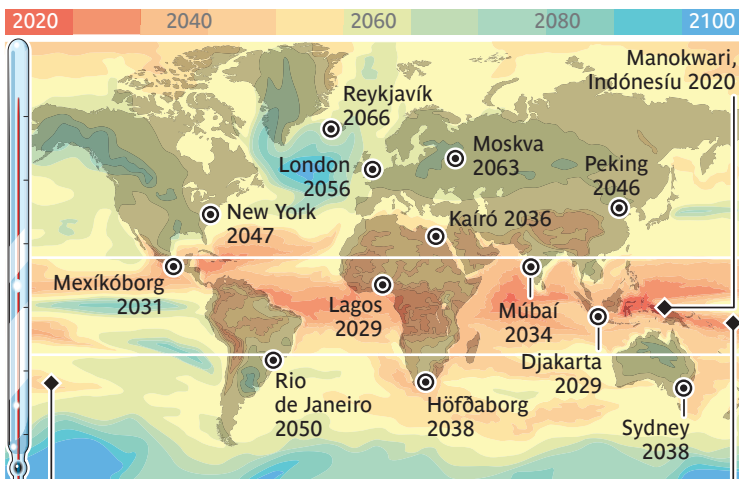 2020 2040 2060 2080 2100
Manokwari,
Indónesíu 2020
Reykjavík
2066
London
2056
Moskva
2063
Peking
2046
New York
2047
Kaíró 2036
Mexíkóborg
2031
Lagos
2029
Múbaí
2034
Djakarta
2029
Rio
de Janeiro
2050
Höfðaborg
2038
Sydney
2038